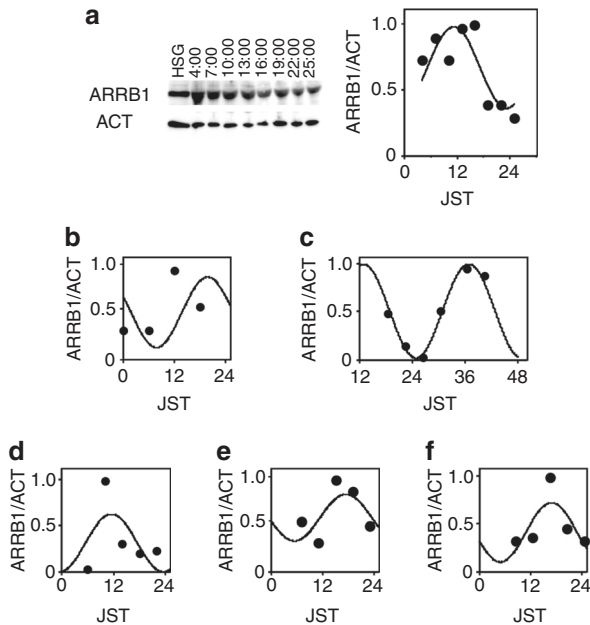 a
HSG
4:00
7:00
10:00
13:00
16:00
19:00
22:00
25:00
ARRB1
ACT
ARRB1/ACT
1.0
0.5
0
0 12 24
JST
b
ARRB1/ACT
1.0
0.5
0
0 12 24
JST
c
ARRB1/ACT
1.0
0.5
0
12 24 36 48
JST
d
ARRB1/ACT
1.0
0.5
0
0 12 24
JST
e
ARRB1/ACT
1.0
0.5
0
0 12 24
JST
f
ARRB1/ACT
1.0
0.5
0
0 12 24
JST